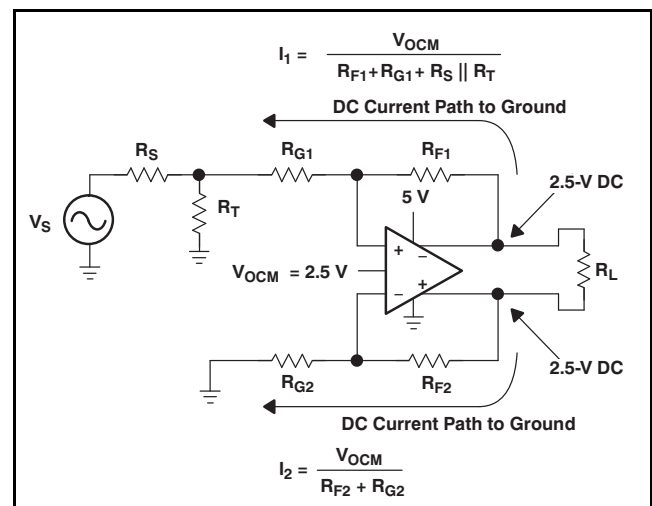 I1 = VOCM / RF1+RG1+ RS || RT
DC Current Path to Ground
RS
RG1
RF1
2.5-V DC
5 V
VS
RT
+
−
VOCM = 2.5 V
RL
−
+
RG2
RF2
2.5-V DC
DC Current Path to Ground
I2 = VOCM / RF2 + RG2